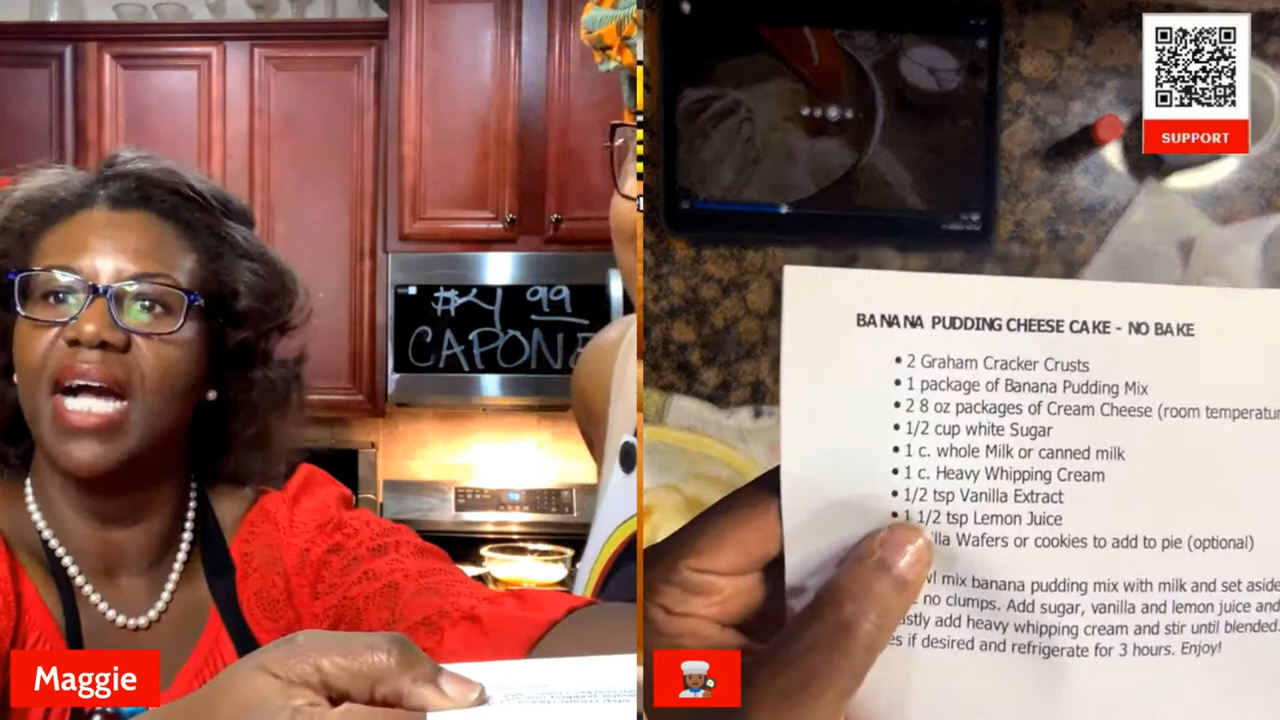 #4 99
CAPONE
Maggie
SUPPORT
BANANA PUDDING CHEESE CAKE - NO BAKE
• 2 Graham Cracker Crusts
• 1 package of Banana Pudding Mix
• 2 8 oz packages of Cream Cheese (room temperatur
• 1/2 cup white Sugar
• 1 c. whole Milk or canned milk
• 1 c. Heavy Whipping Cream
• 1/2 tsp Vanilla Extract
• 1 1/2 tsp Lemon Juice
illa Wafers or cookies to add to pie (optional)
wl mix banana pudding mix with milk and set aside
no clumps. Add sugar, vanilla and lemon juice and
astly add heavy whipping cream and stir until blended.
es if desired and refrigerate for 3 hours. Enjoy!